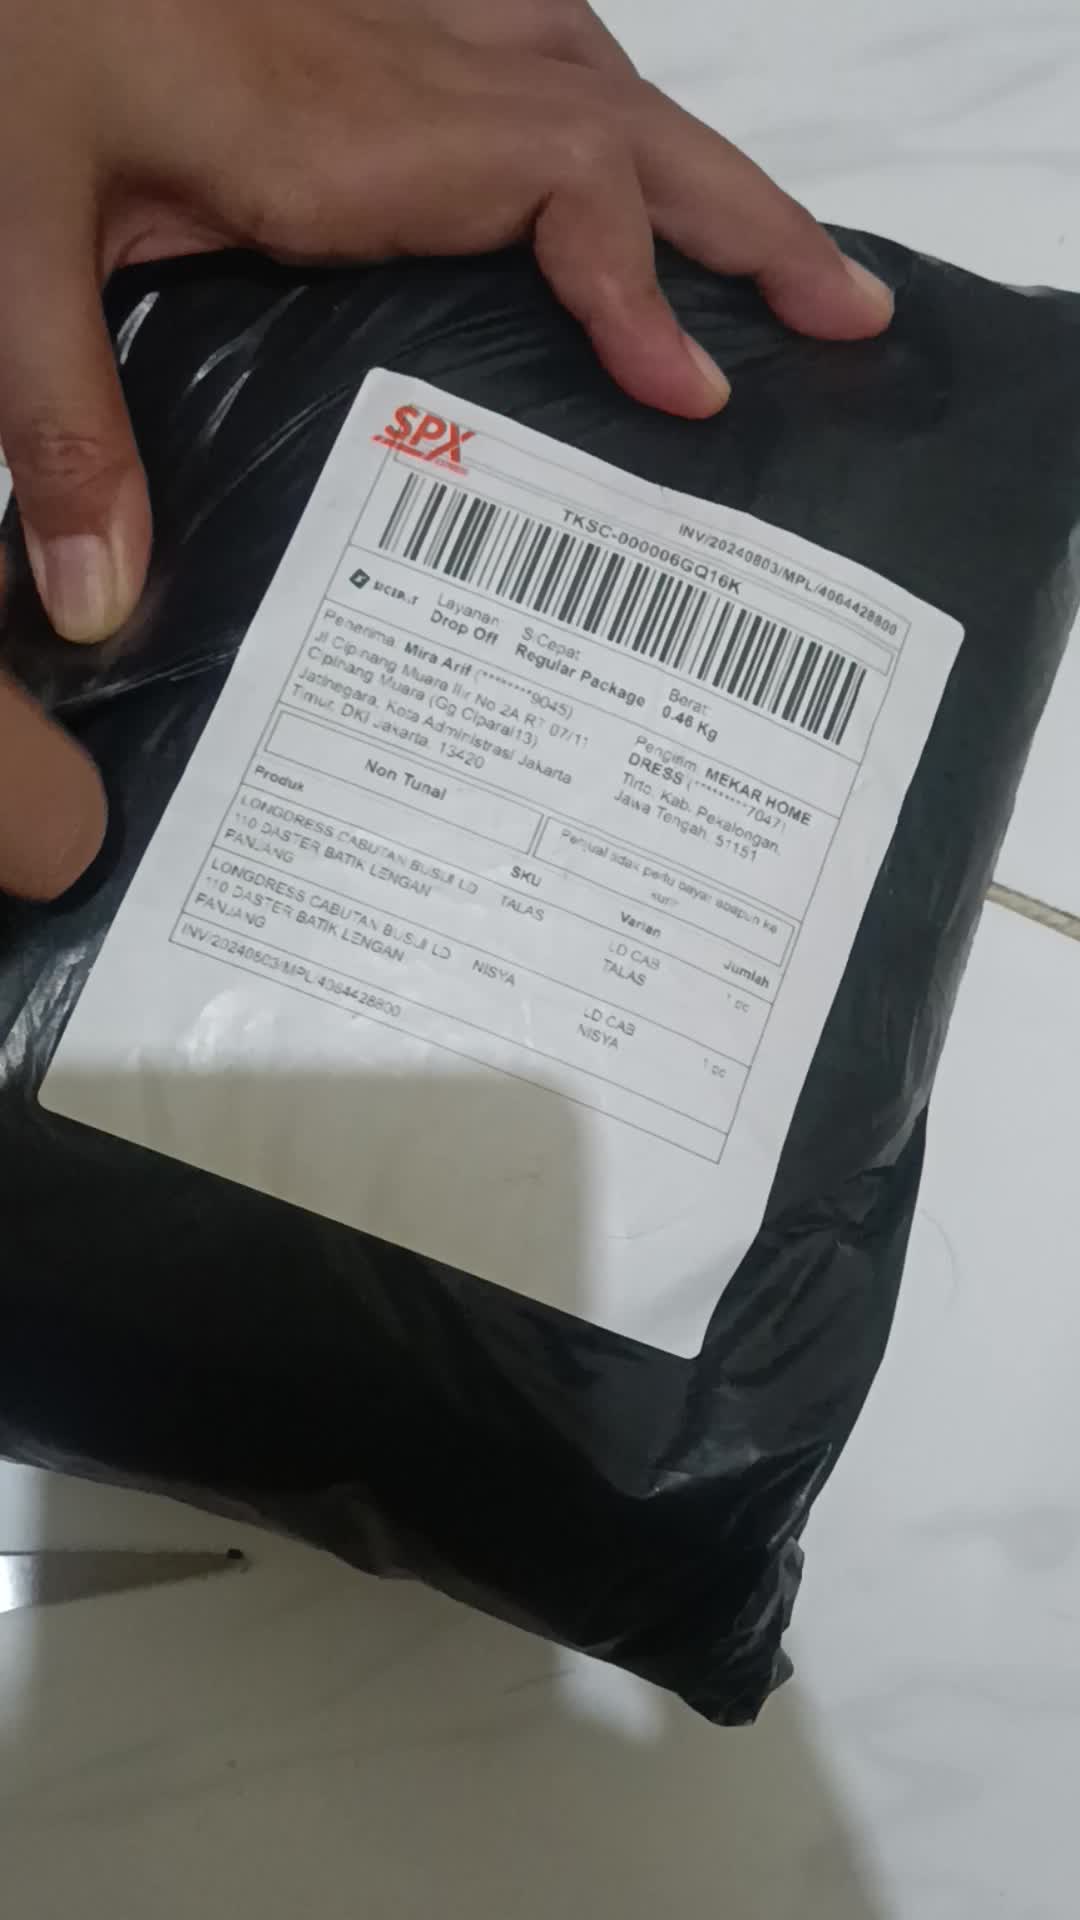 SPX
EXPRESS
INV/20240803/MPL/4064428800
TKSC-000006GQ16K
SICEPAT
Layanan: SiCepat
Drop Off Regular Package
Berat:
0.46 Kg
Penerima: Mira Arif (********9045)
Jl Cipinang Muara Ilir No 2A RT 07/11
Cipinang Muara (Gg Ciparai13)
Jatinegara, Kota Administrasi Jakarta
Timur, DKI Jakarta, 13420
Pengirim: MEKAR HOME
DRESS (*********7047)
Tirto, Kab. Pekalongan,
Jawa Tengah, 51151
Non Tunai
Penjual tidak perlu bayar apapun ke
kurir
Produk SKU Varian Jumlah
LONGDRESS CABUTAN BUSUI LD TALAS LD CAB 1 pc
110 DASTER BATIK LENGAN TALAS
PANJANG
LONGDRESS CABUTAN BUSUI LD NISYA LD CAB 1 pc
110 DASTER BATIK LENGAN NISYA
PANJANG
INV/20240803/MPL/4064428800